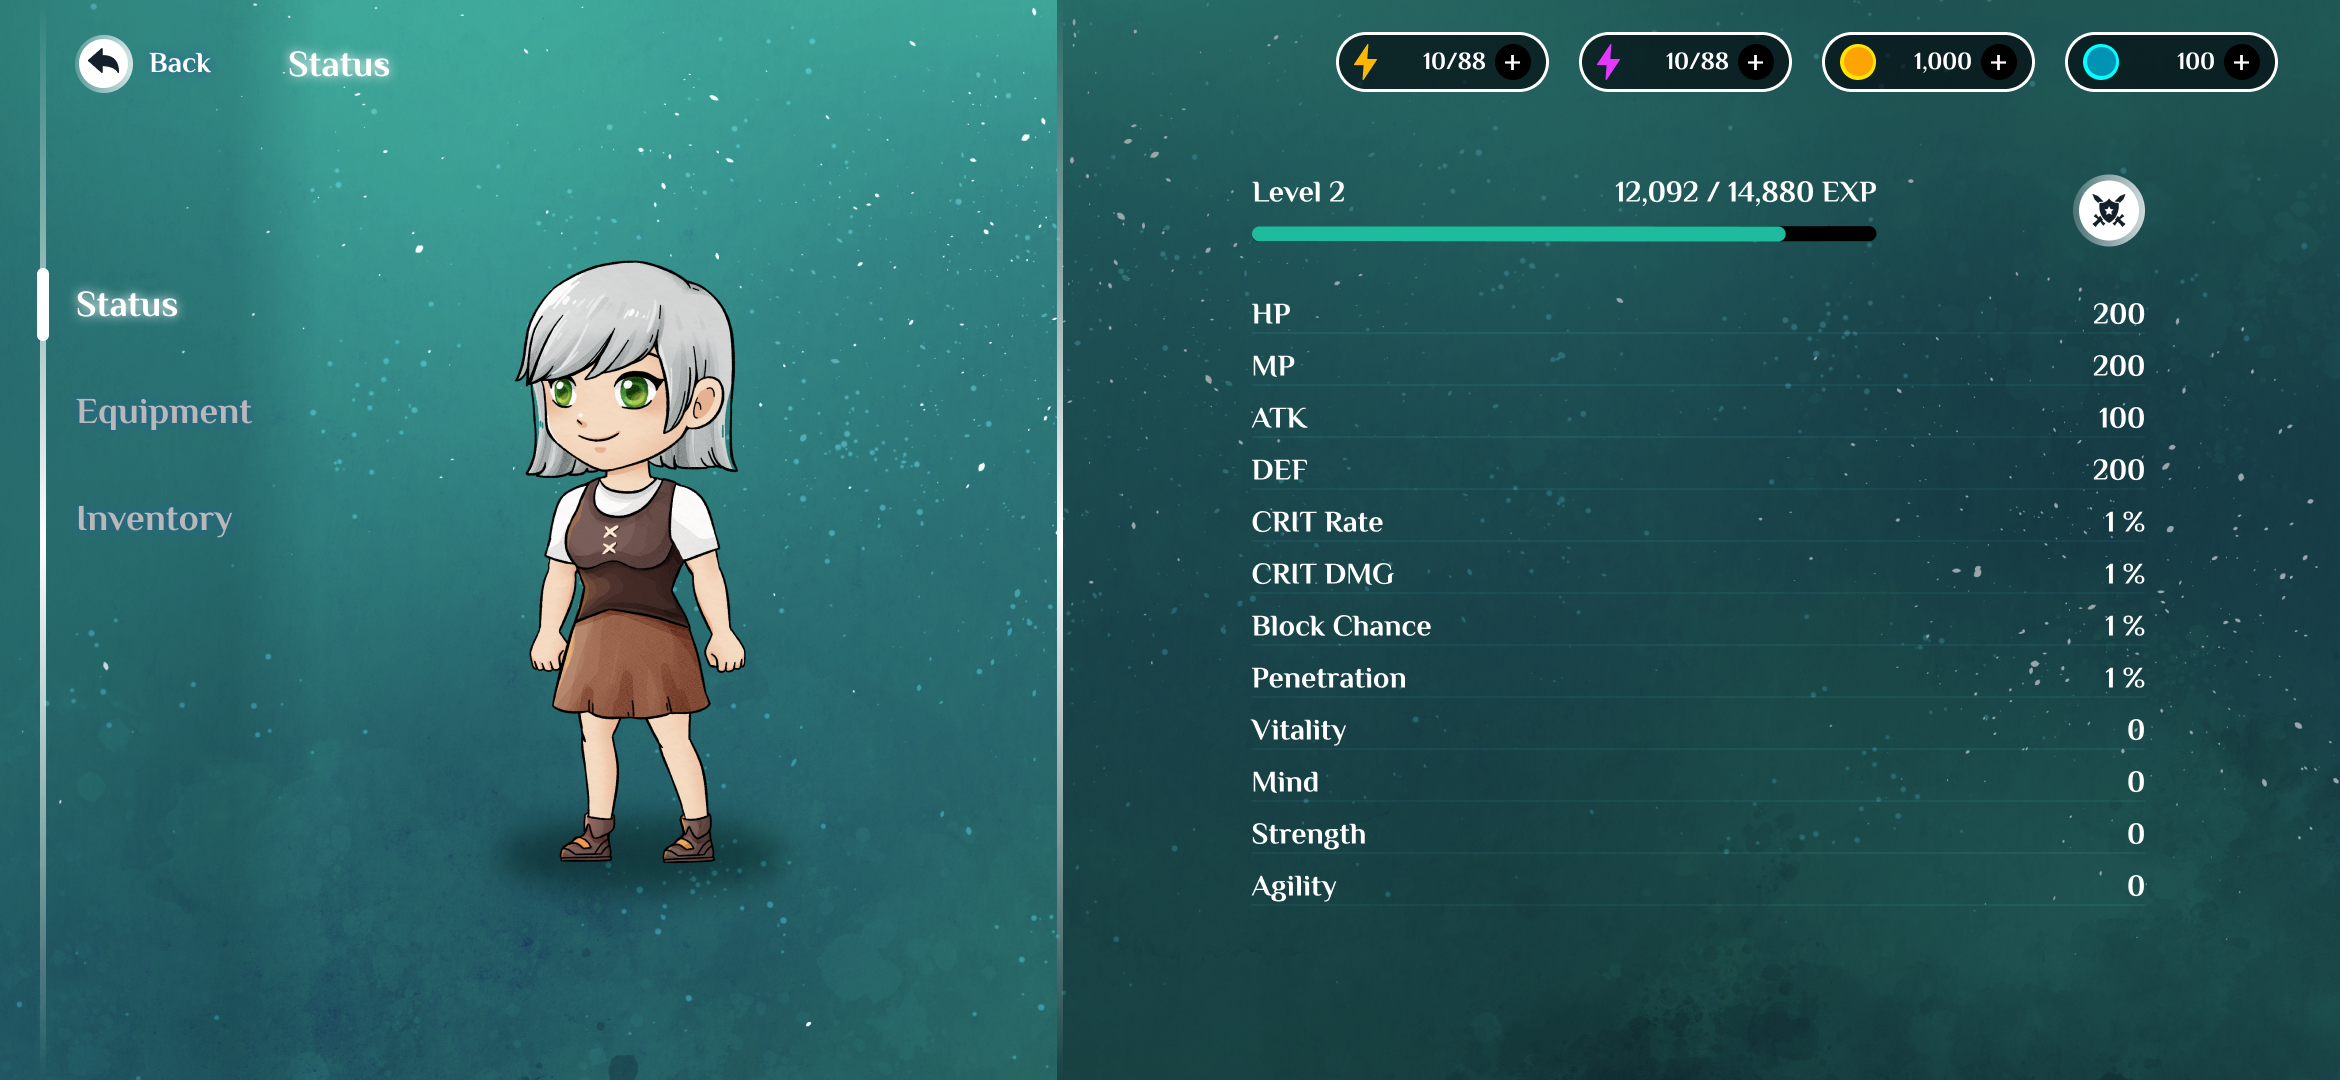 Back
Status
10/88 +
10/88 +
1,000 +
100 +
Status
Equipment
Inventory
Level 2
12,092 / 14,880 EXP
HP 200
MP 200
ATK 100
DEF 200
CRIT Rate 1 %
CRIT DMG 1 %
Block Chance 1 %
Penetration 1 %
Vitality 0
Mind 0
Strength 0
Agility 0